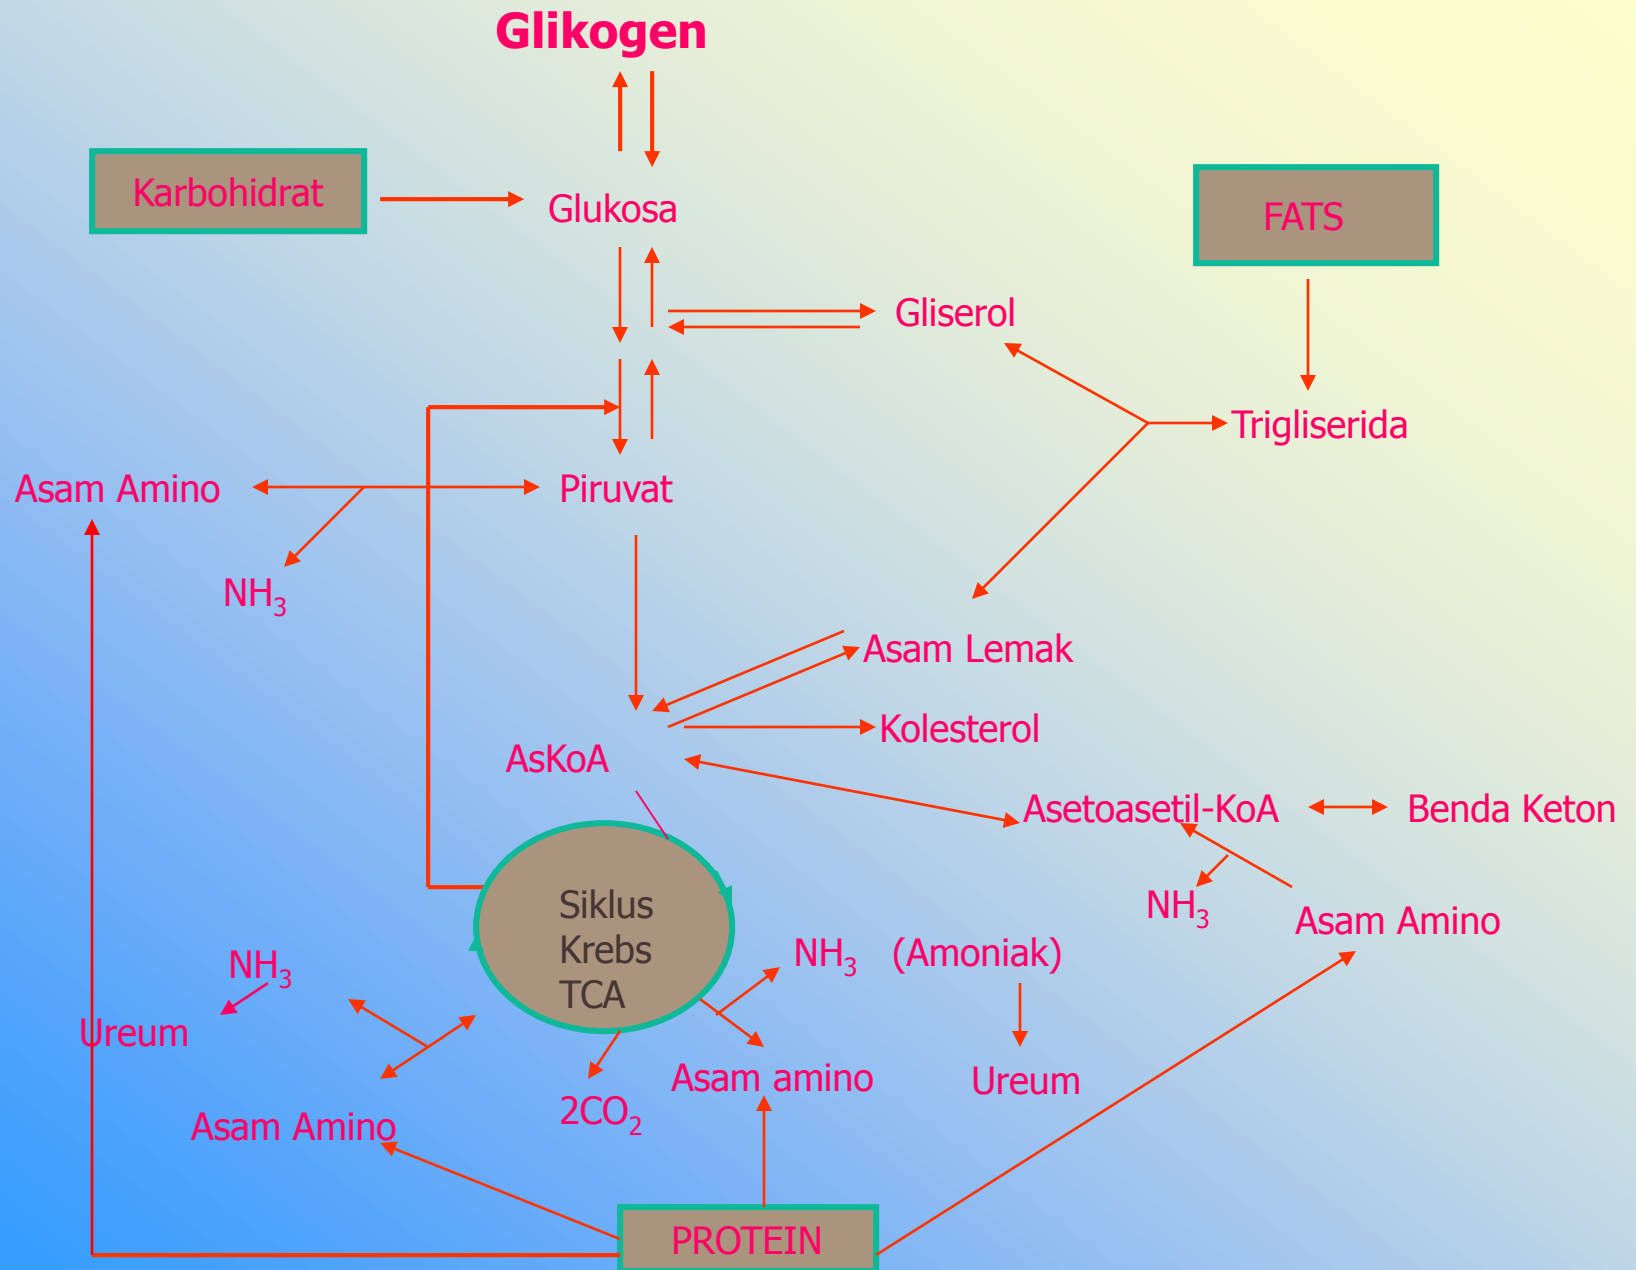 Glikogen
Karbohidrat
Glukosa
FATS
Gliserol
Trigliserida
Asam Amino
Piruvat
NH₃
Asam Lemak
Kolesterol
AsKoA
Asetoasetil-KoA
Benda Keton
Siklus
Krebs
TCA
NH₃
Asam Amino
NH₃ (Amoniak)
NH₃
Ureum
Asam amino
Ureum
2CO₂
Asam Amino
PROTEIN